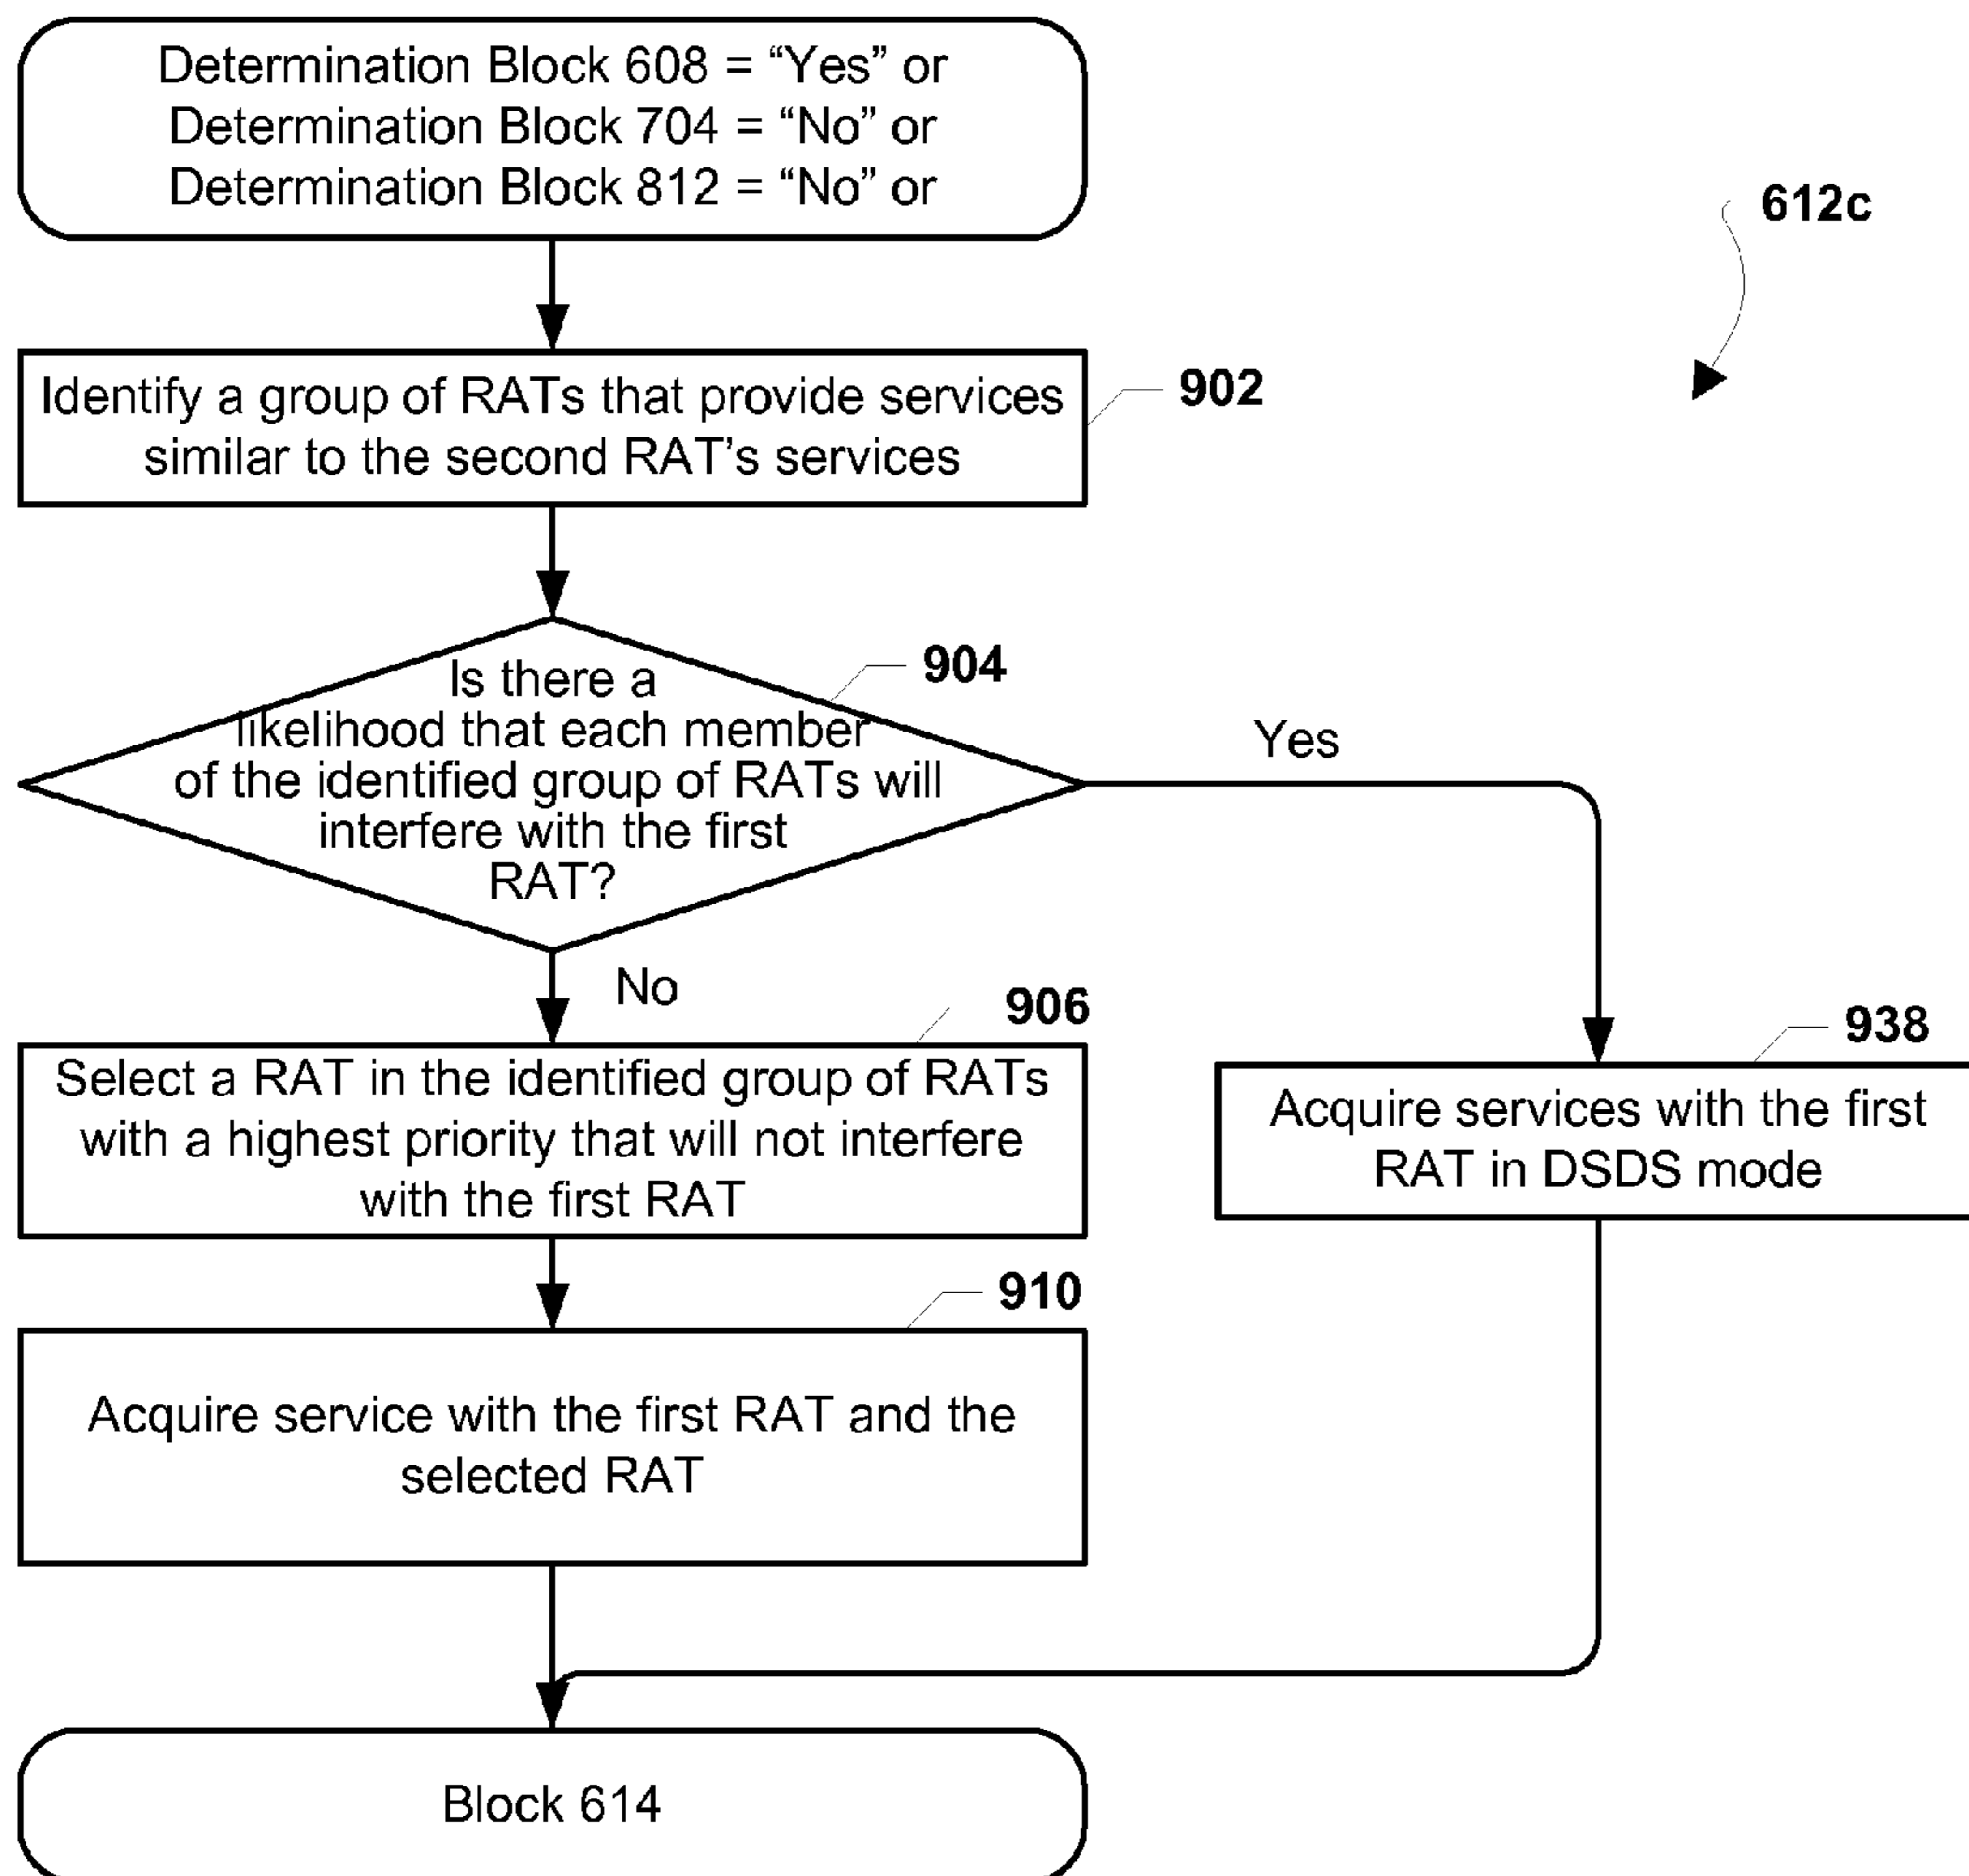 Determination Block 608 = “Yes” or
Determination Block 704 = “No” or
Determination Block 812 = “No” or
612c
Identify a group of RATs that provide services
similar to the second RAT’s services
902
Is there a
likelihood that each member
of the identified group of RATs will
interfere with the first
RAT?
904
Yes
No
906
Select a RAT in the identified group of RATs
with a highest priority that will not interfere
with the first RAT
938
Acquire services with the first
RAT in DSDS mode
910
Acquire service with the first RAT and the
selected RAT
Block 614